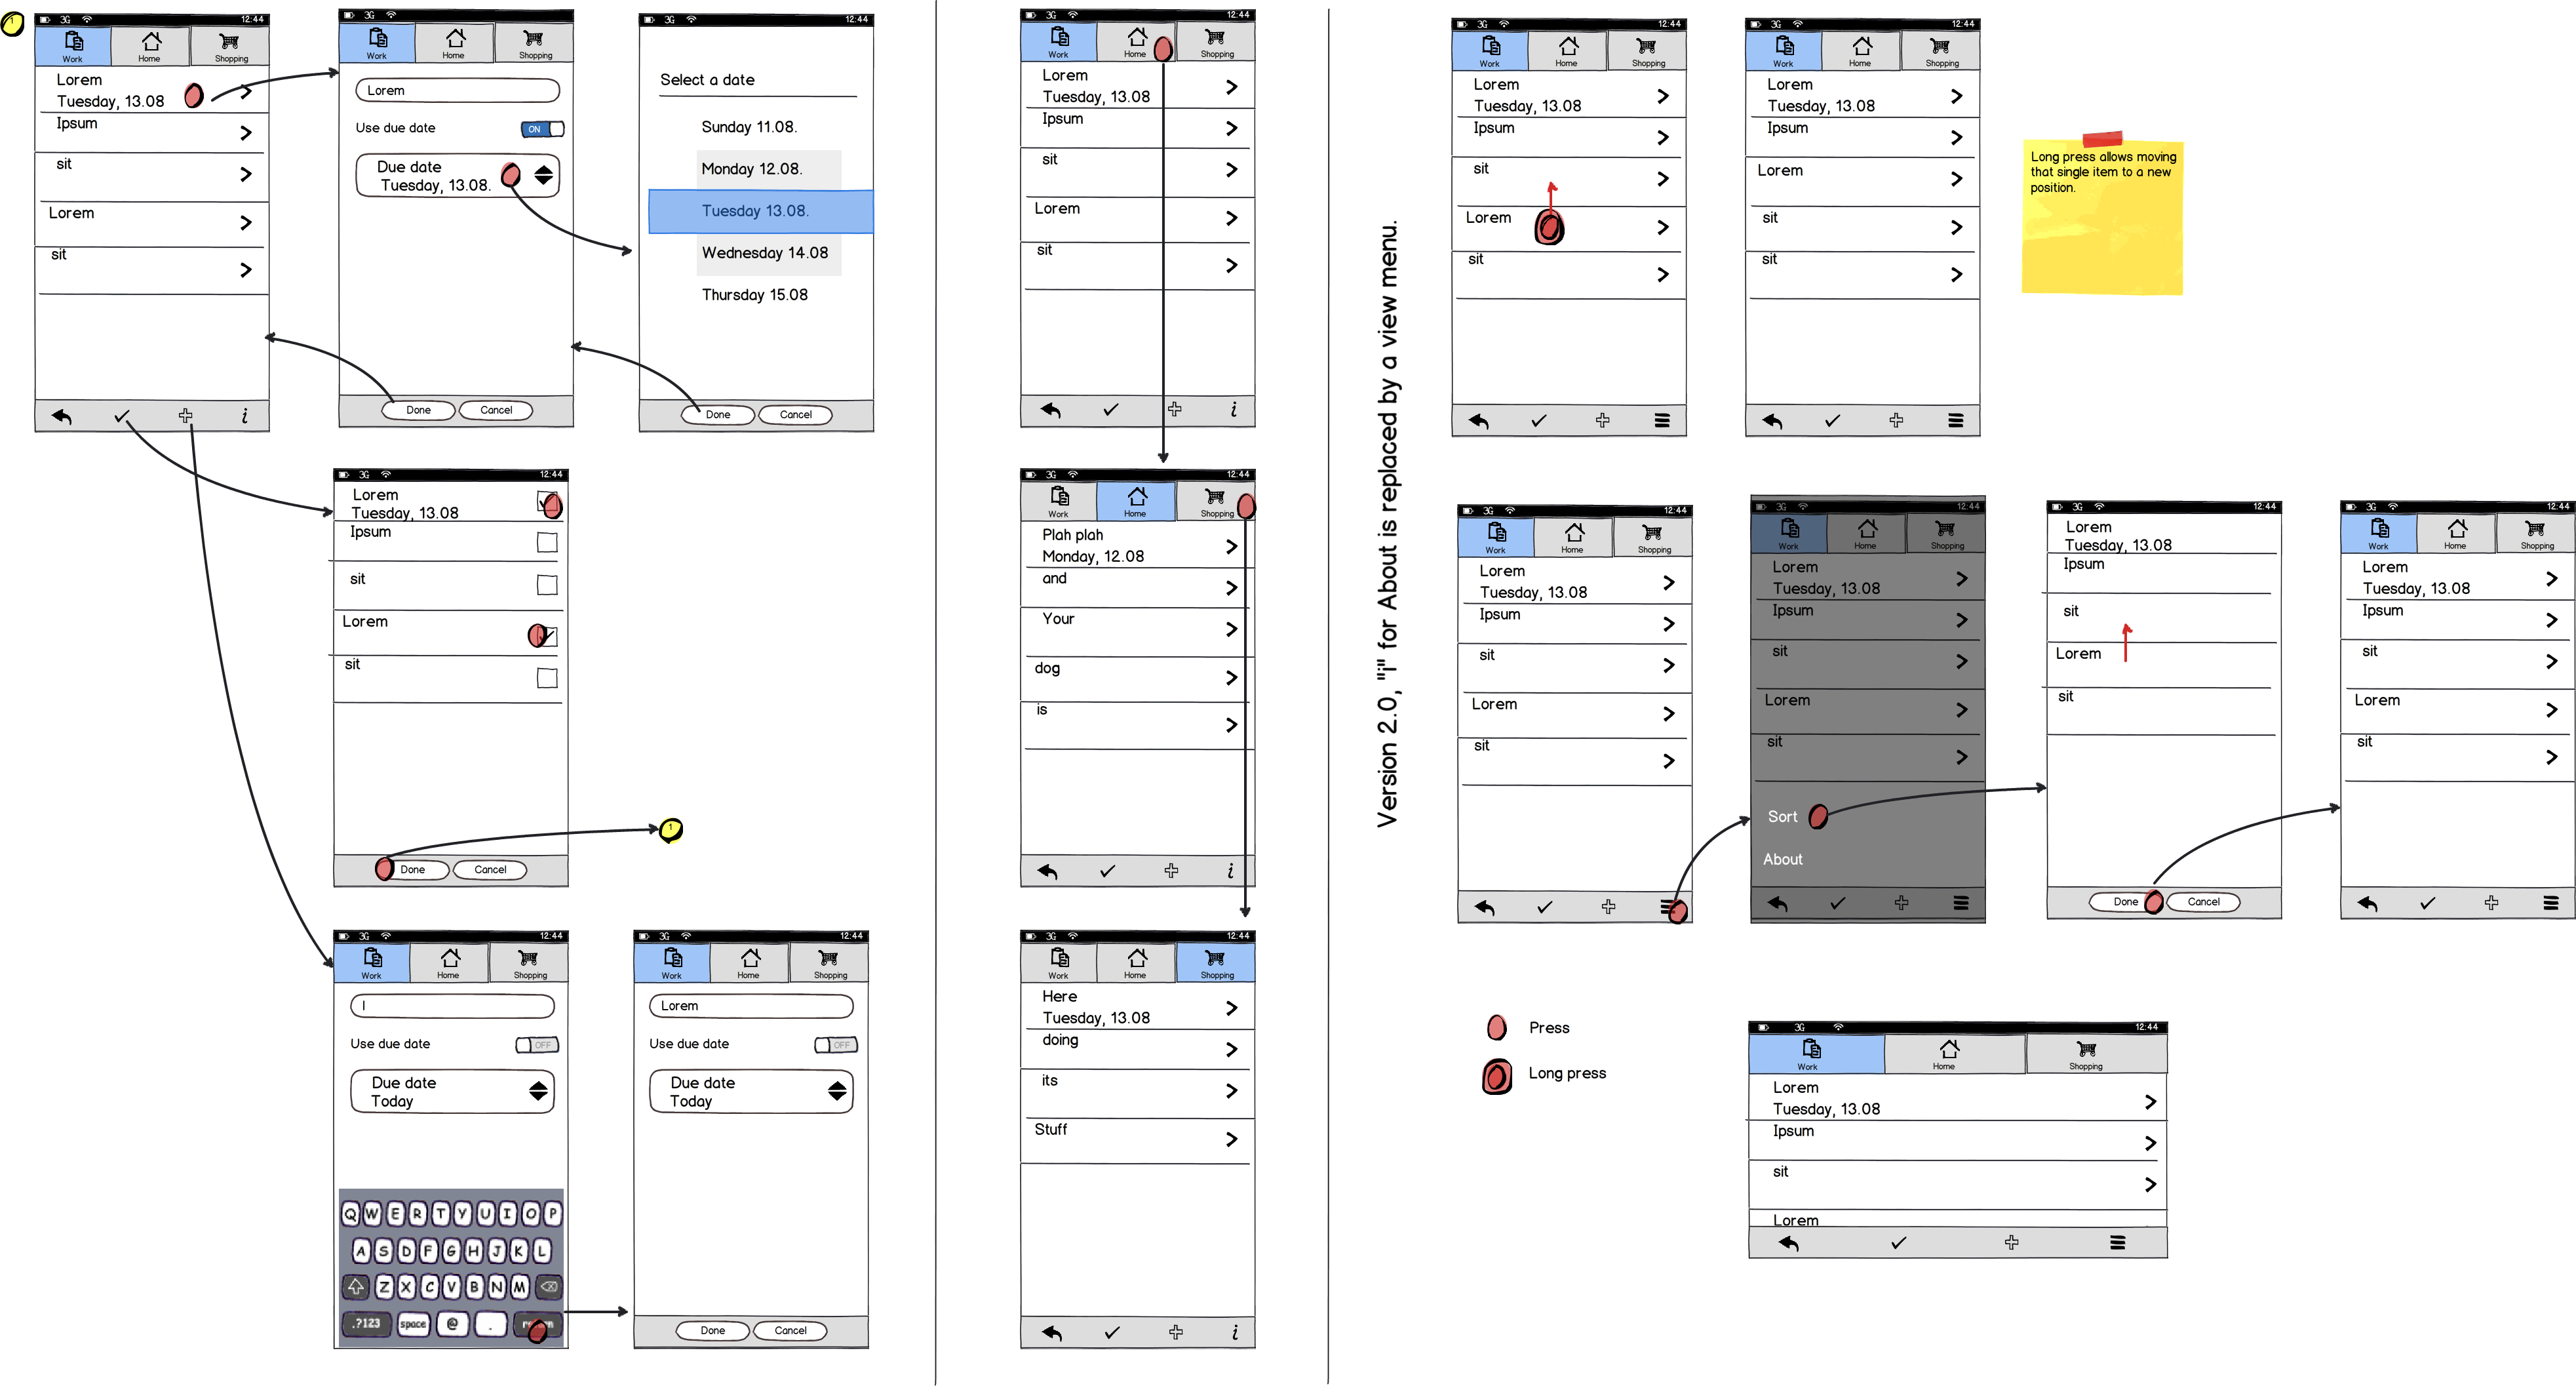 1
3G 12:44
Work Home Shopping
Lorem
Tuesday, 13.08
Ipsum
sit
Lorem
sit
i
3G 12:44
Work Home Shopping
Lorem
Use due date ON
Due date
Tuesday, 13.08.
Done Cancel
3G 12:44
Select a date
Sunday 11.08.
Monday 12.08.
Tuesday 13.08.
Wednesday 14.08
Thursday 15.08
Done Cancel
3G 12:44
Lorem
Tuesday, 13.08
Ipsum
sit
Lorem
sit
Done Cancel
1
3G 12:44
Work Home Shopping
I
Use due date OFF
Due date
Today
Q W E R T Y U I O P
A S D F G H J K L
Z X C V B N M
.?123 space @ .
3G 12:44
Work Home Shopping
Lorem
Use due date OFF
Due date
Today
Done Cancel
3G 12:44
Work Home Shopping
Lorem
Tuesday, 13.08
Ipsum
sit
Lorem
sit
i
3G 12:44
Work Home Shopping
Plah plah
Monday, 12.08
and
Your
dog
is
i
3G 12:44
Work Home Shopping
Here
Tuesday, 13.08
doing
its
Stuff
i
Version 2.0, "i" for About is replaced by a view menu.
3G 12:44
Work Home Shopping
Lorem
Tuesday, 13.08
Ipsum
sit
Lorem
sit
3G 12:44
Work Home Shopping
Lorem
Tuesday, 13.08
Ipsum
Lorem
sit
sit
Long press allows moving
that single item to a new
position.
3G 12:44
Work Home Shopping
Lorem
Tuesday, 13.08
Ipsum
sit
Lorem
sit
3G 12:44
Work Home Shopping
Lorem
Tuesday, 13.08
Ipsum
sit
Lorem
sit
Sort
About
3G 12:44
Lorem
Tuesday, 13.08
Ipsum
sit
Lorem
sit
Done Cancel
3G 12:44
Work Home Shopping
Lorem
Tuesday, 13.08
Ipsum
sit
Lorem
sit
Press
Long press
3G 12:44
Work Home Shopping
Lorem
Tuesday, 13.08
Ipsum
sit
Lorem